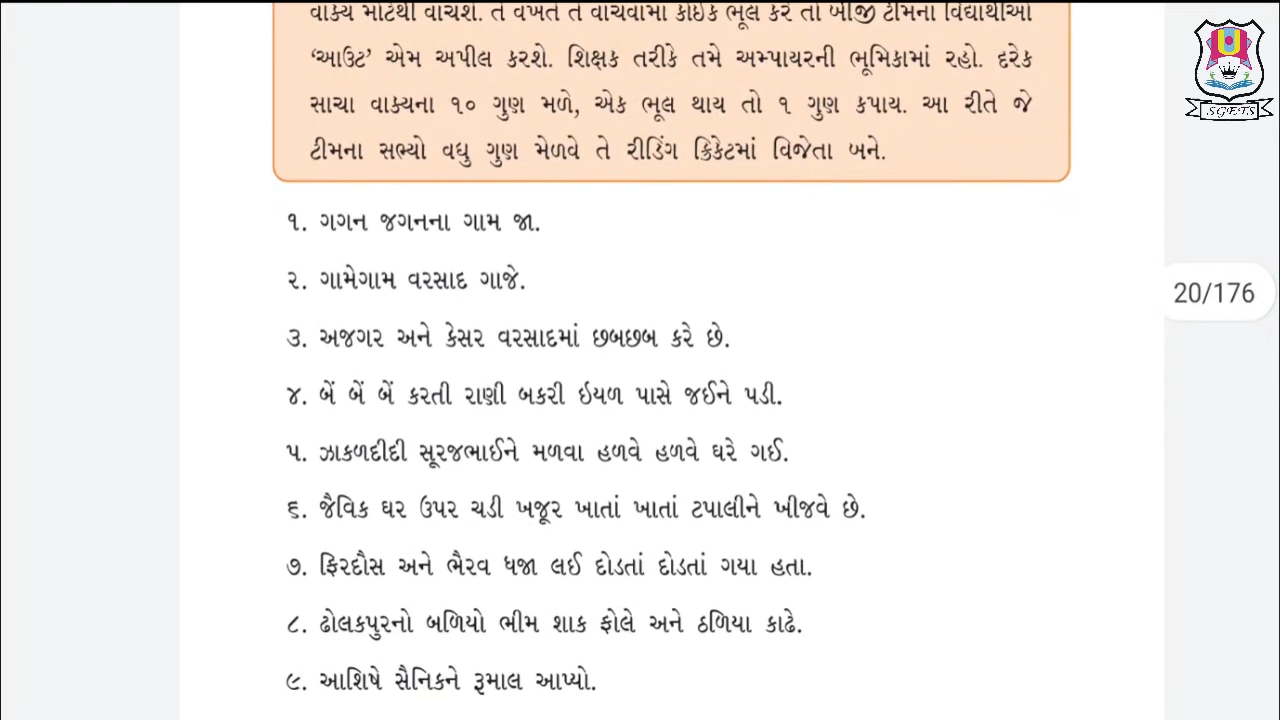 વાક્ય મોટેથી વાંચશે. તે વખતે તે વાંચવામાં કોઈક ભૂલ કરે તો બીજી ટીમના વિદ્યાર્થીઓ
‘આઉટ’ એમ અપીલ કરશે. શિક્ષક તરીકે તમે અમ્પાયરની ભૂમિકામાં રહો. દરેક
સાચા વાક્યના ૧૦ ગુણ મળે, એક ભૂલ થાય તો ૧ ગુણ કપાય. આ રીતે જે
ટીમના સભ્યો વધુ ગુણ મેળવે તે રીડિંગ ક્રિકેટમાં વિજેતા બને.
૧. ગગન જગનના ગામ જા.
૨. ગામેગામ વરસાદ ગાજે.
૩. અજગર અને કેસર વરસાદમાં છબછબ કરે છે.
૪. બેં બેં બેં કરતી રાણી બકરી ઇયળ પાસે જઈને પડી.
૫. ઝાકળદીદી સૂરજભાઈને મળવા હળવે હળવે ઘરે ગઈ.
૬. જૈવિક ઘર ઉપર ચડી ખજૂર ખાતાં ખાતાં ટપાલીને ખીજવે છે.
૭. ફિરદૌસ અને ભૈરવ ધજા લઈ દોડતાં દોડતાં ગયા હતા.
૮. ઢોલકપુરનો બળિયો ભીમ શાક ફોલે અને ઠળિયા કાઢે.
૯. આશિષે સૈનિકને રૂમાલ આપ્યો.
20/176
SGETS